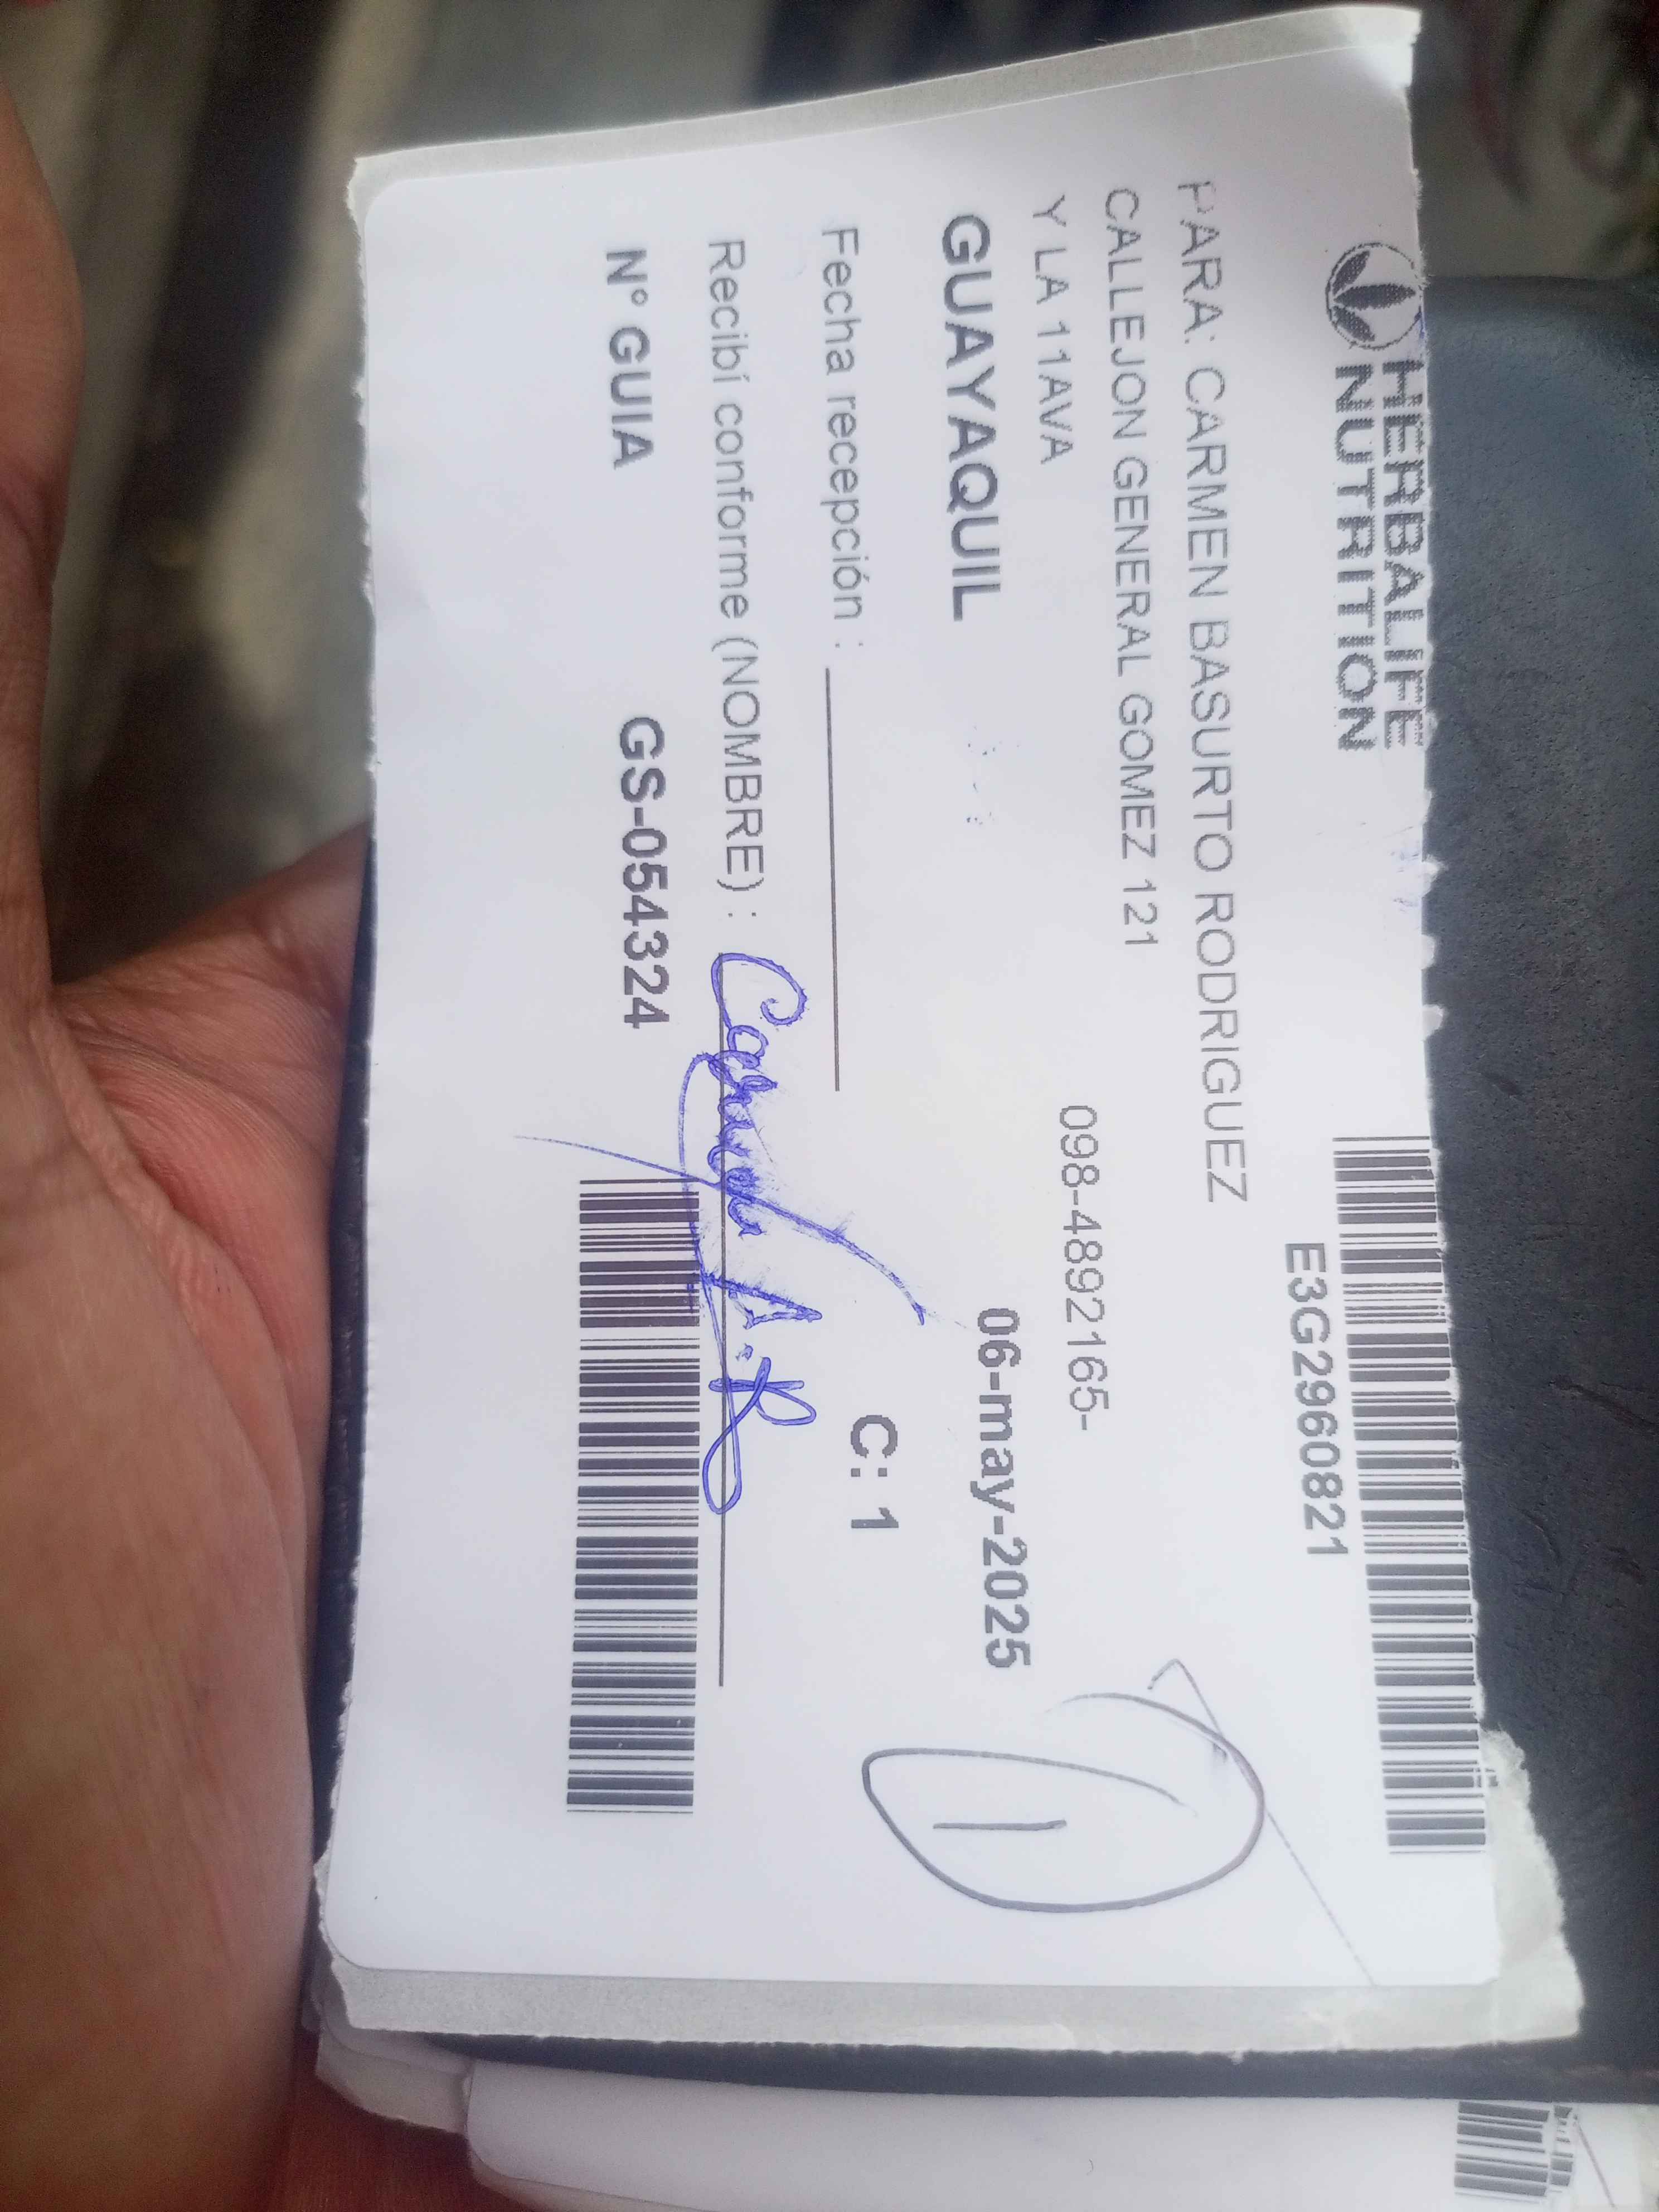 HERBALIFE
NUTRITION
E3G2960821
PARA: CARMEN BASURTO RODRIGUEZ
CALLEJON GENERAL GOMEZ 121
Y LA 11AVA
098-4892165-
GUAYAQUIL
06-may-2025
1
Fecha recepción :
C: 1
Recibí conforme (NOMBRE) :
N° GUIA
GS-054324